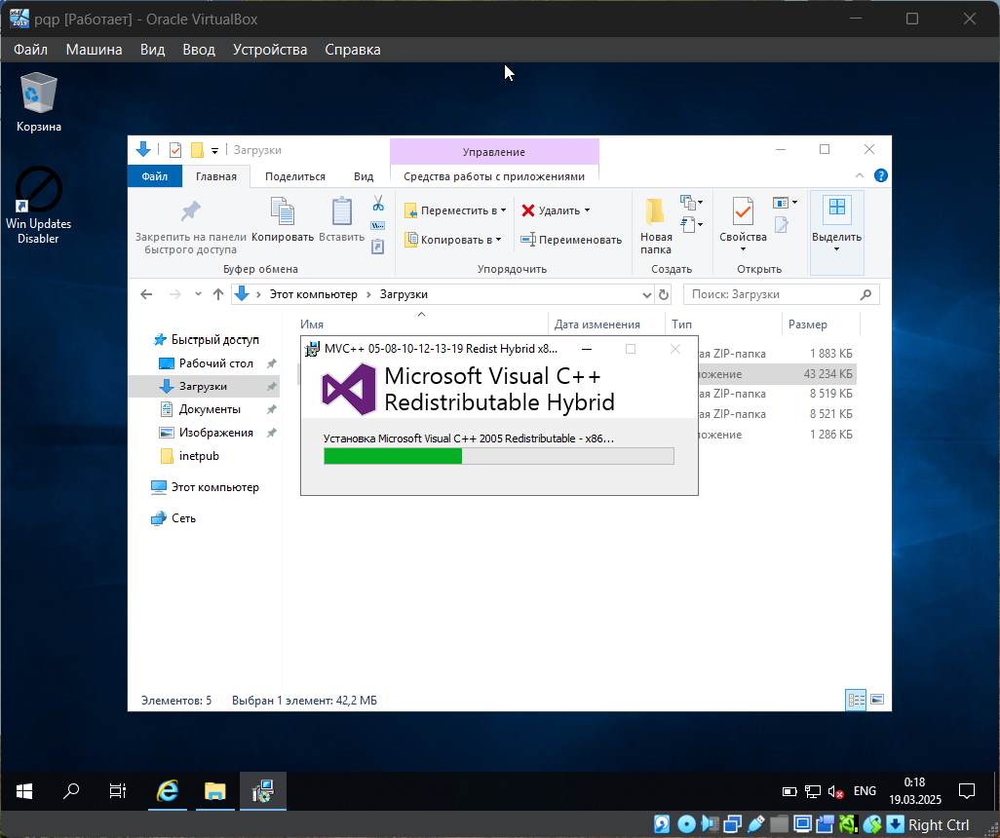 pqp [Работает] - Oracle VirtualBox
Файл Машина Вид Ввод Устройства Справка
Корзина
Win Updates
Disabler
Загрузки
Управление
Файл Главная Поделиться Вид Средства работы с приложениями
Закрепить на панели
быстрого доступа
Копировать
Вставить
Переместить в
Копировать в
Удалить
Переименовать
Новая
папка
Свойства
Выделить
Буфер обмена Упорядочить Создать Открыть
Этот компьютер Загрузки
Поиск: Загрузки
Имя Дата изменения Тип Размер
Быстрый доступ
Рабочий стол
Загрузки
Документы
Изображения
inetpub
Этот компьютер
Сеть
ая ZIP-папка 1 883 КБ
ложение 43 234 КБ
ая ZIP-папка 8 519 КБ
ая ZIP-папка 8 521 КБ
ложение 1 286 КБ
MVC++ 05-08-10-12-13-19 Redist Hybrid x8...
Microsoft Visual C++
Redistributable Hybrid
Установка Microsoft Visual C++ 2005 Redistributable - x86...
Элементов: 5 Выбран 1 элемент: 42,2 МБ
ENG
0:18
19.03.2025
Right Ctrl